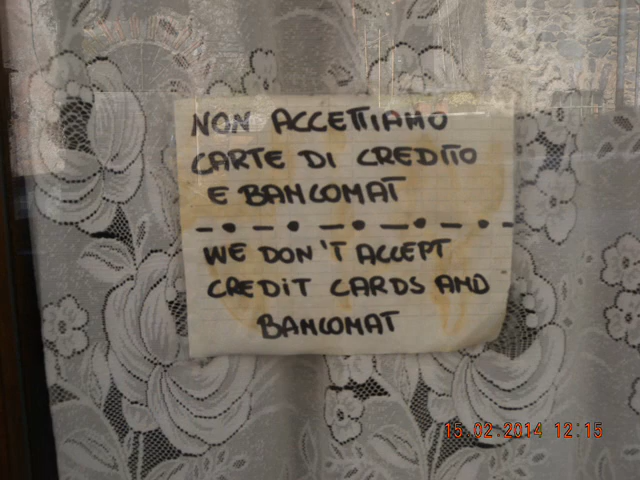 NON ACCETTIAMO
CARTE DI CREDITO
E BANCOMAT
WE DON'T ACCEPT
CREDIT CARDS AND
BANCOMAT
15.02.2014 12:15